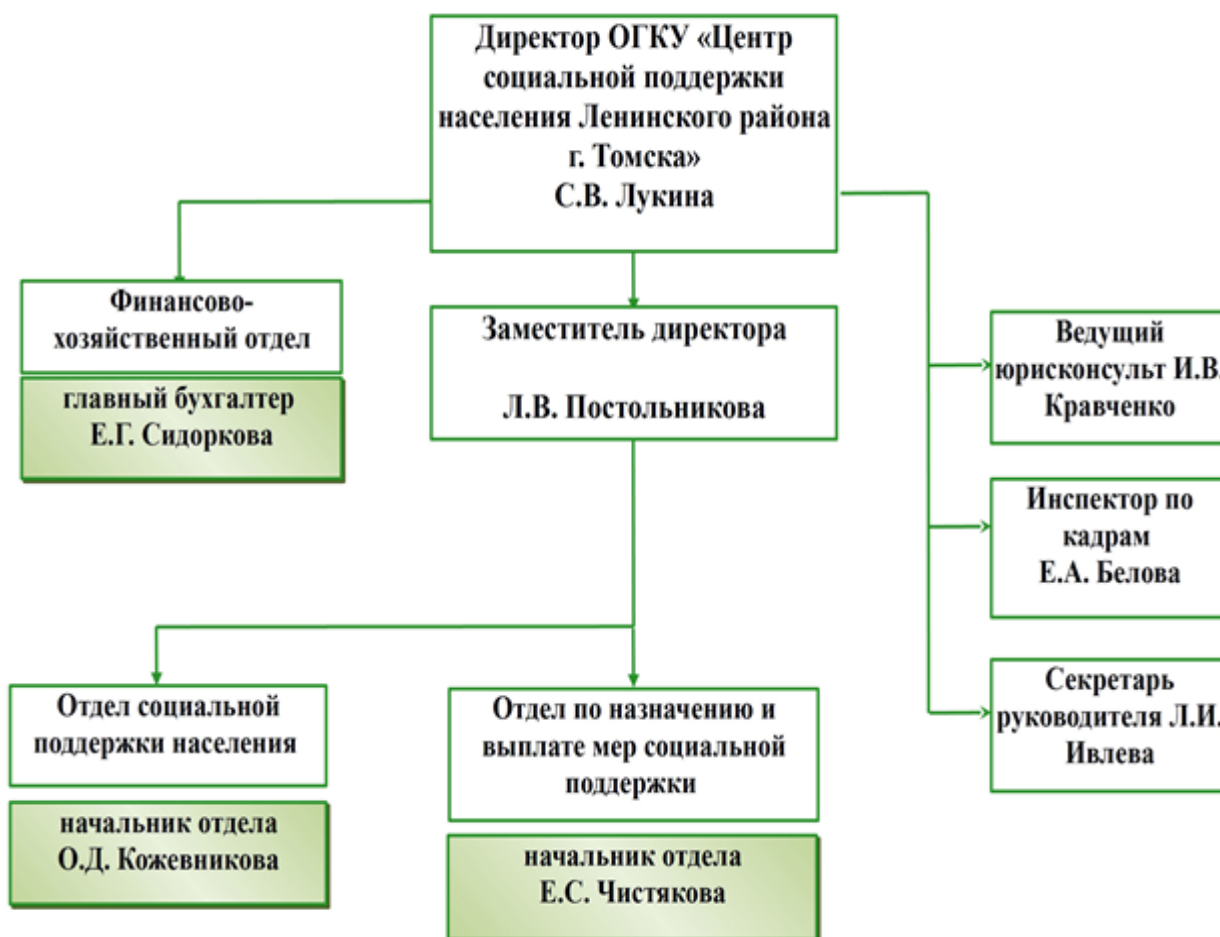 Директор ОГКУ «Центр
социальной поддержки
населения Ленинского района
г. Томска»
С.В. Лукина
Финансово-
хозяйственный отдел
главный бухгалтер
Е.Г. Сидоркова
Заместитель директора
Л.В. Постольникова
Ведущий
юрисконсульт И.В.
Кравченко
Инспектор по
кадрам
Е.А. Белова
Секретарь
руководителя Л.И.
Ивлева
Отдел социальной
поддержки населения
начальник отдела
О.Д. Кожевникова
Отдел по назначению и
выплате мер социальной
поддержки
начальник отдела
Е.С. Чистякова